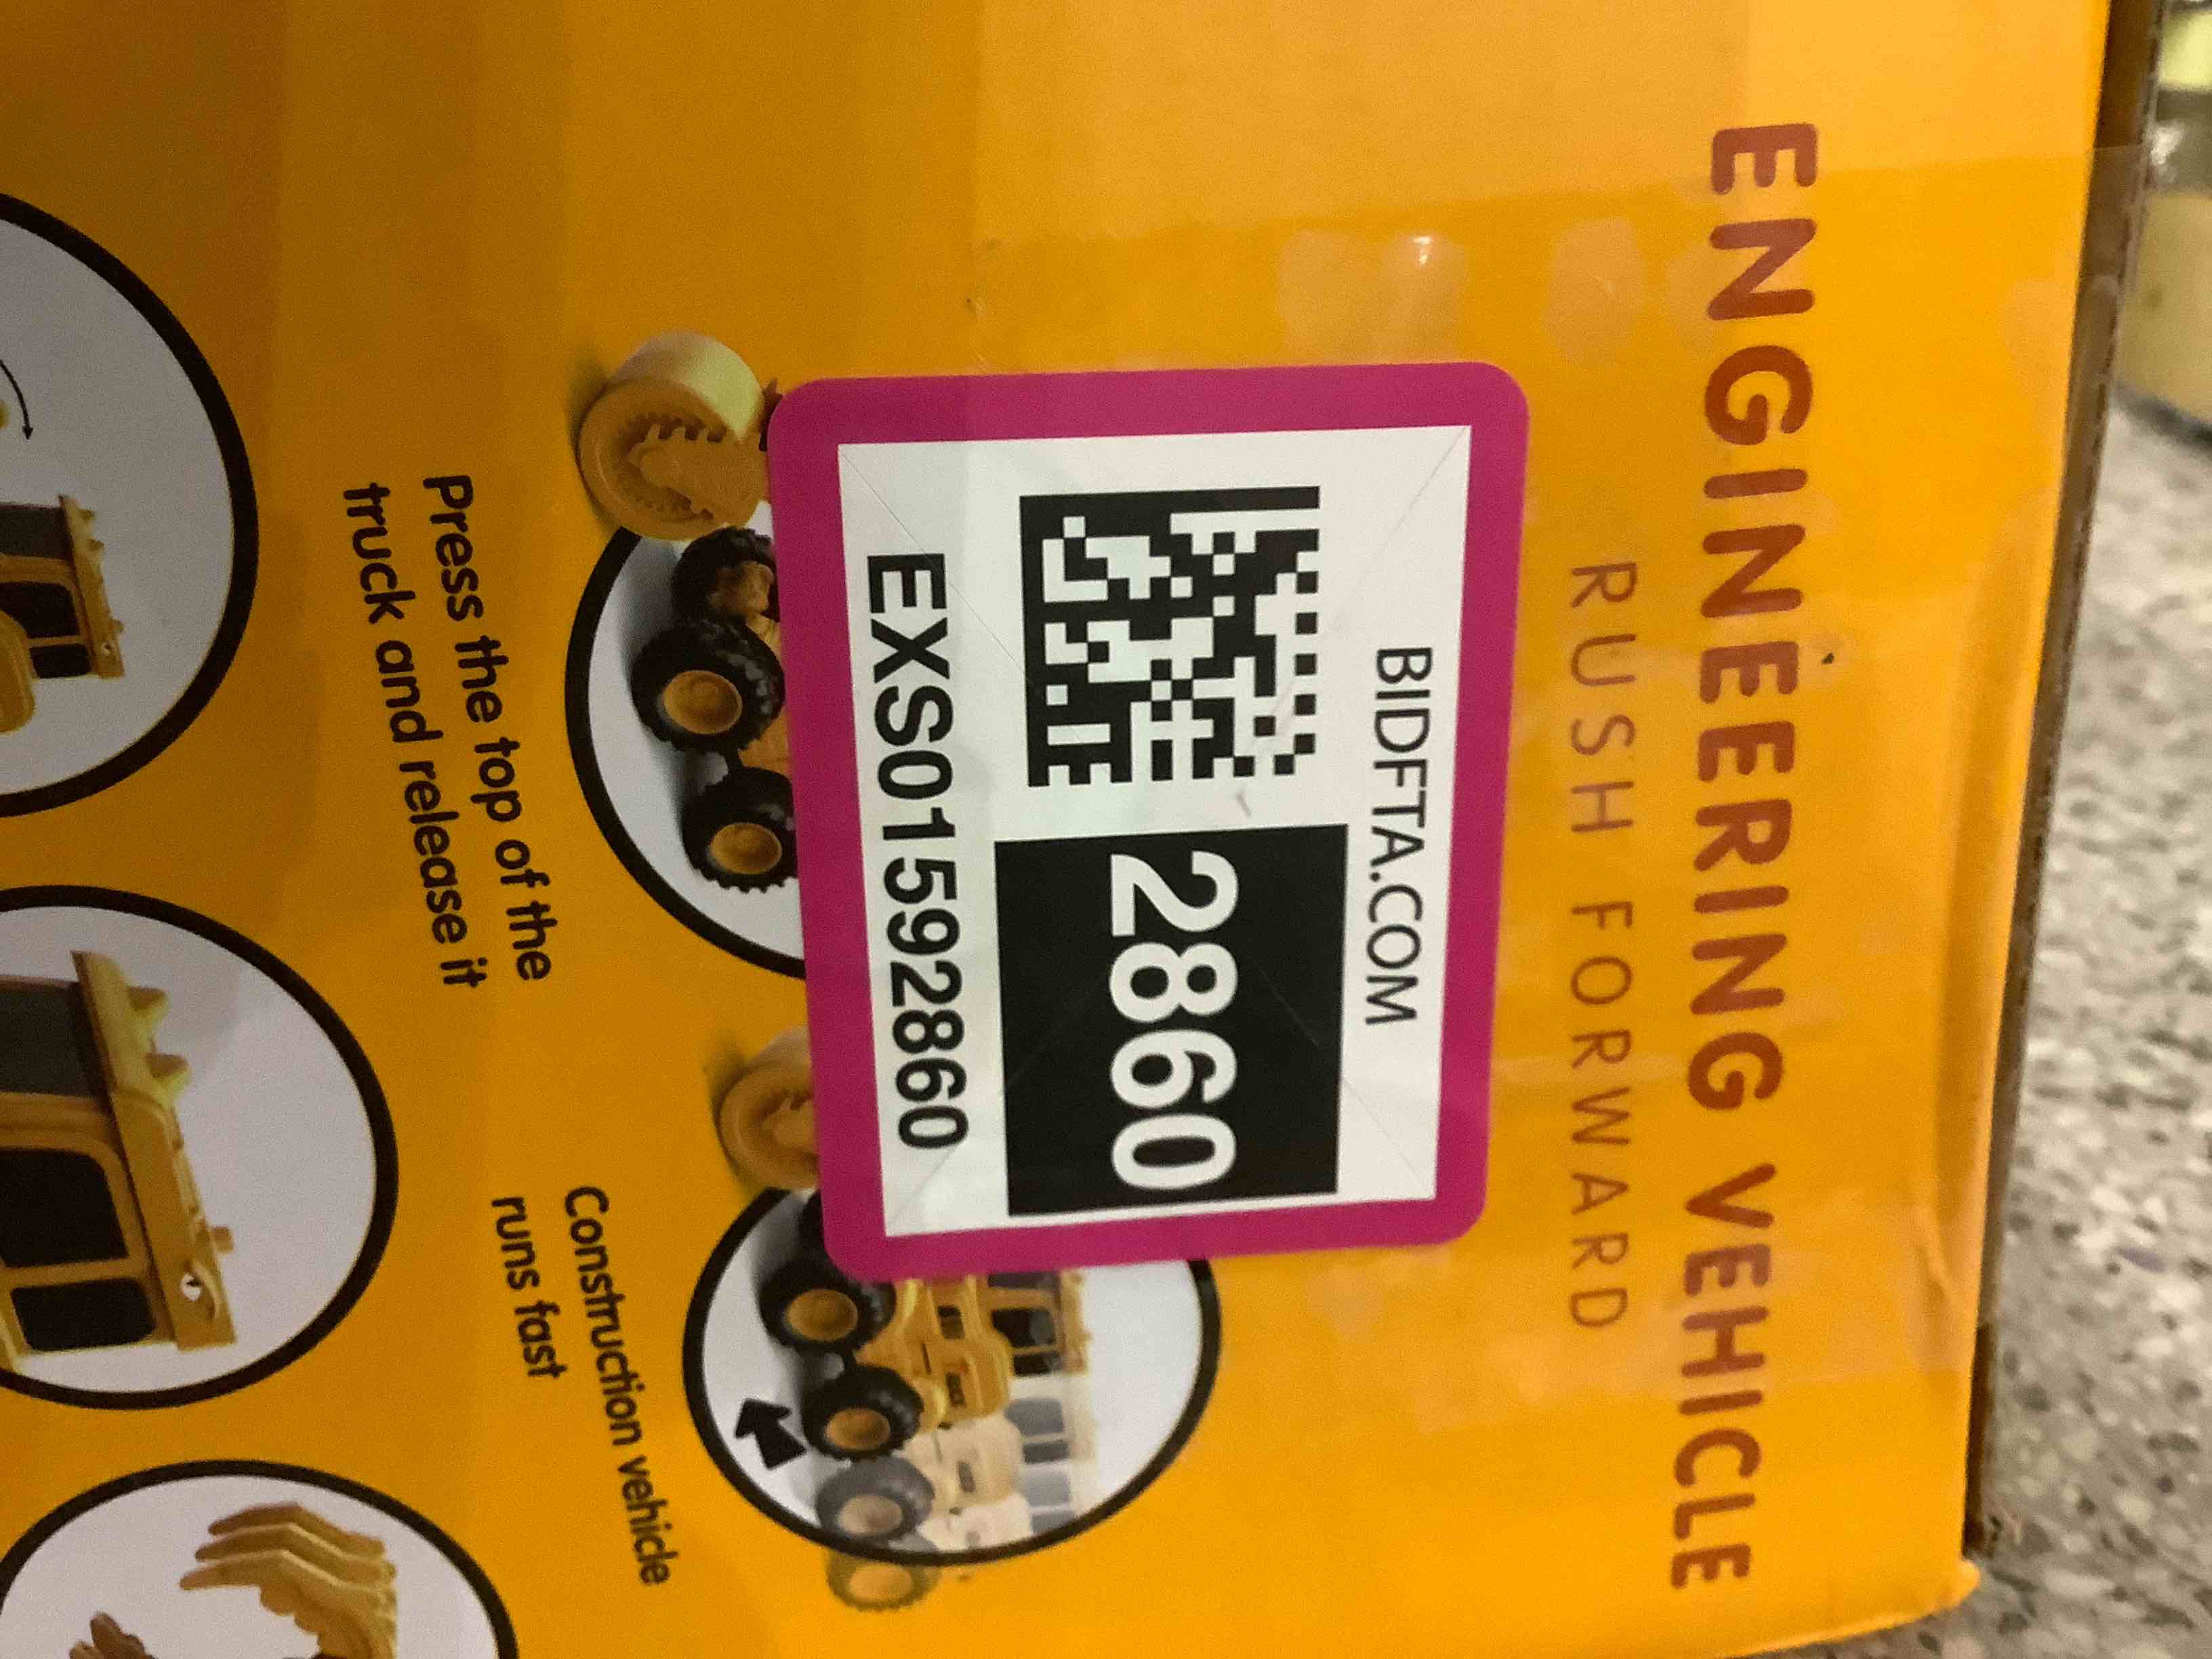 ENGINEERING VEHICLE
RUSH FORWARD
BIDFTA.COM
2860
EXS01592860
Press the top of the
truck and release it
Construction vehicle
runs fast